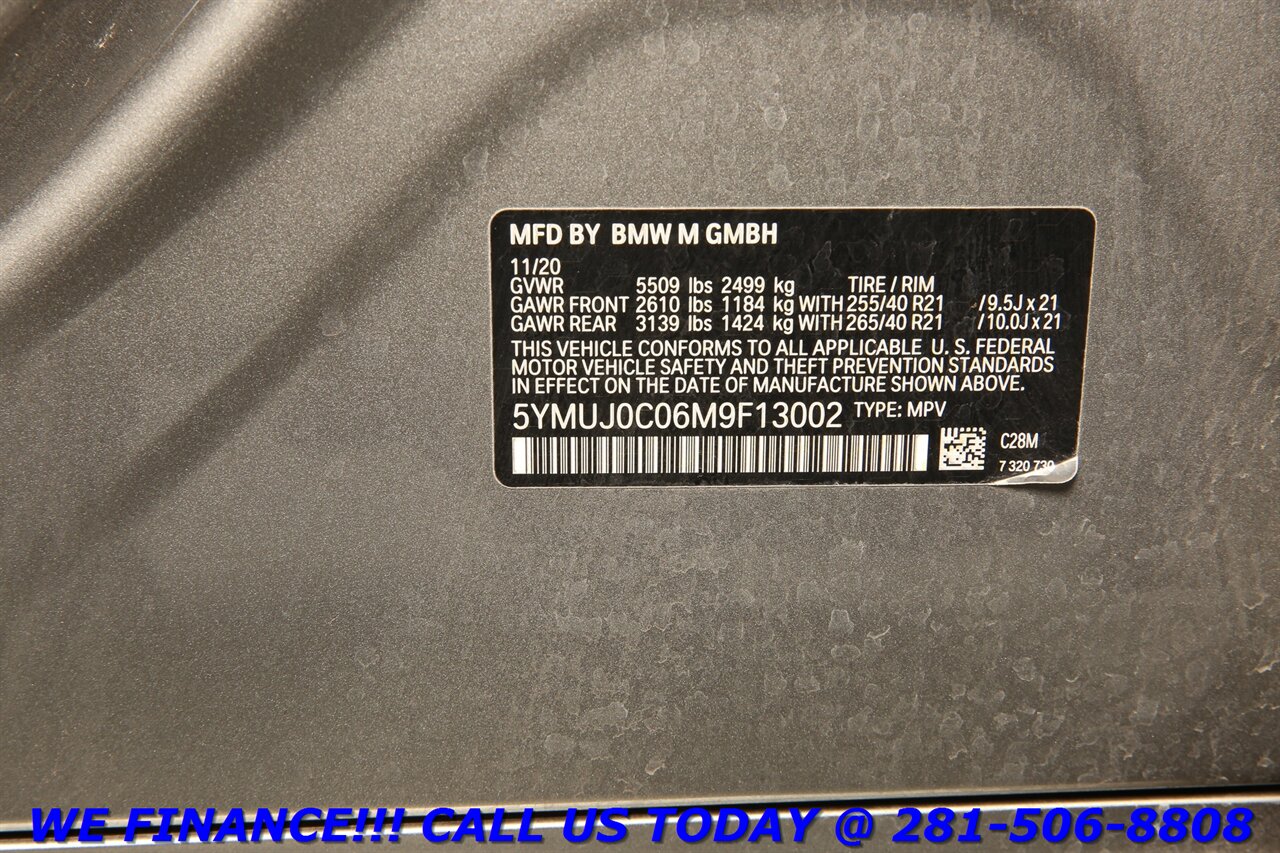 MFD BY BMW M GMBH
11/20
GVWR 5509 lbs 2499 kg TIRE / RIM
GAWR FRONT 2610 lbs 1184 kg WITH 255/40 R21 / 9.5J x 21
GAWR REAR 3139 lbs 1424 kg WITH 265/40 R21 / 10.0J x 21
THIS VEHICLE CONFORMS TO ALL APPLICABLE U. S. FEDERAL
MOTOR VEHICLE SAFETY AND THEFT PREVENTION STANDARDS
IN EFFECT ON THE DATE OF MANUFACTURE SHOWN ABOVE.
5YMUJ0C06M9F13002 TYPE: MPV
C28M
7 320 730
WE FINANCE!!! CALL US TODAY @ 281-506-8808